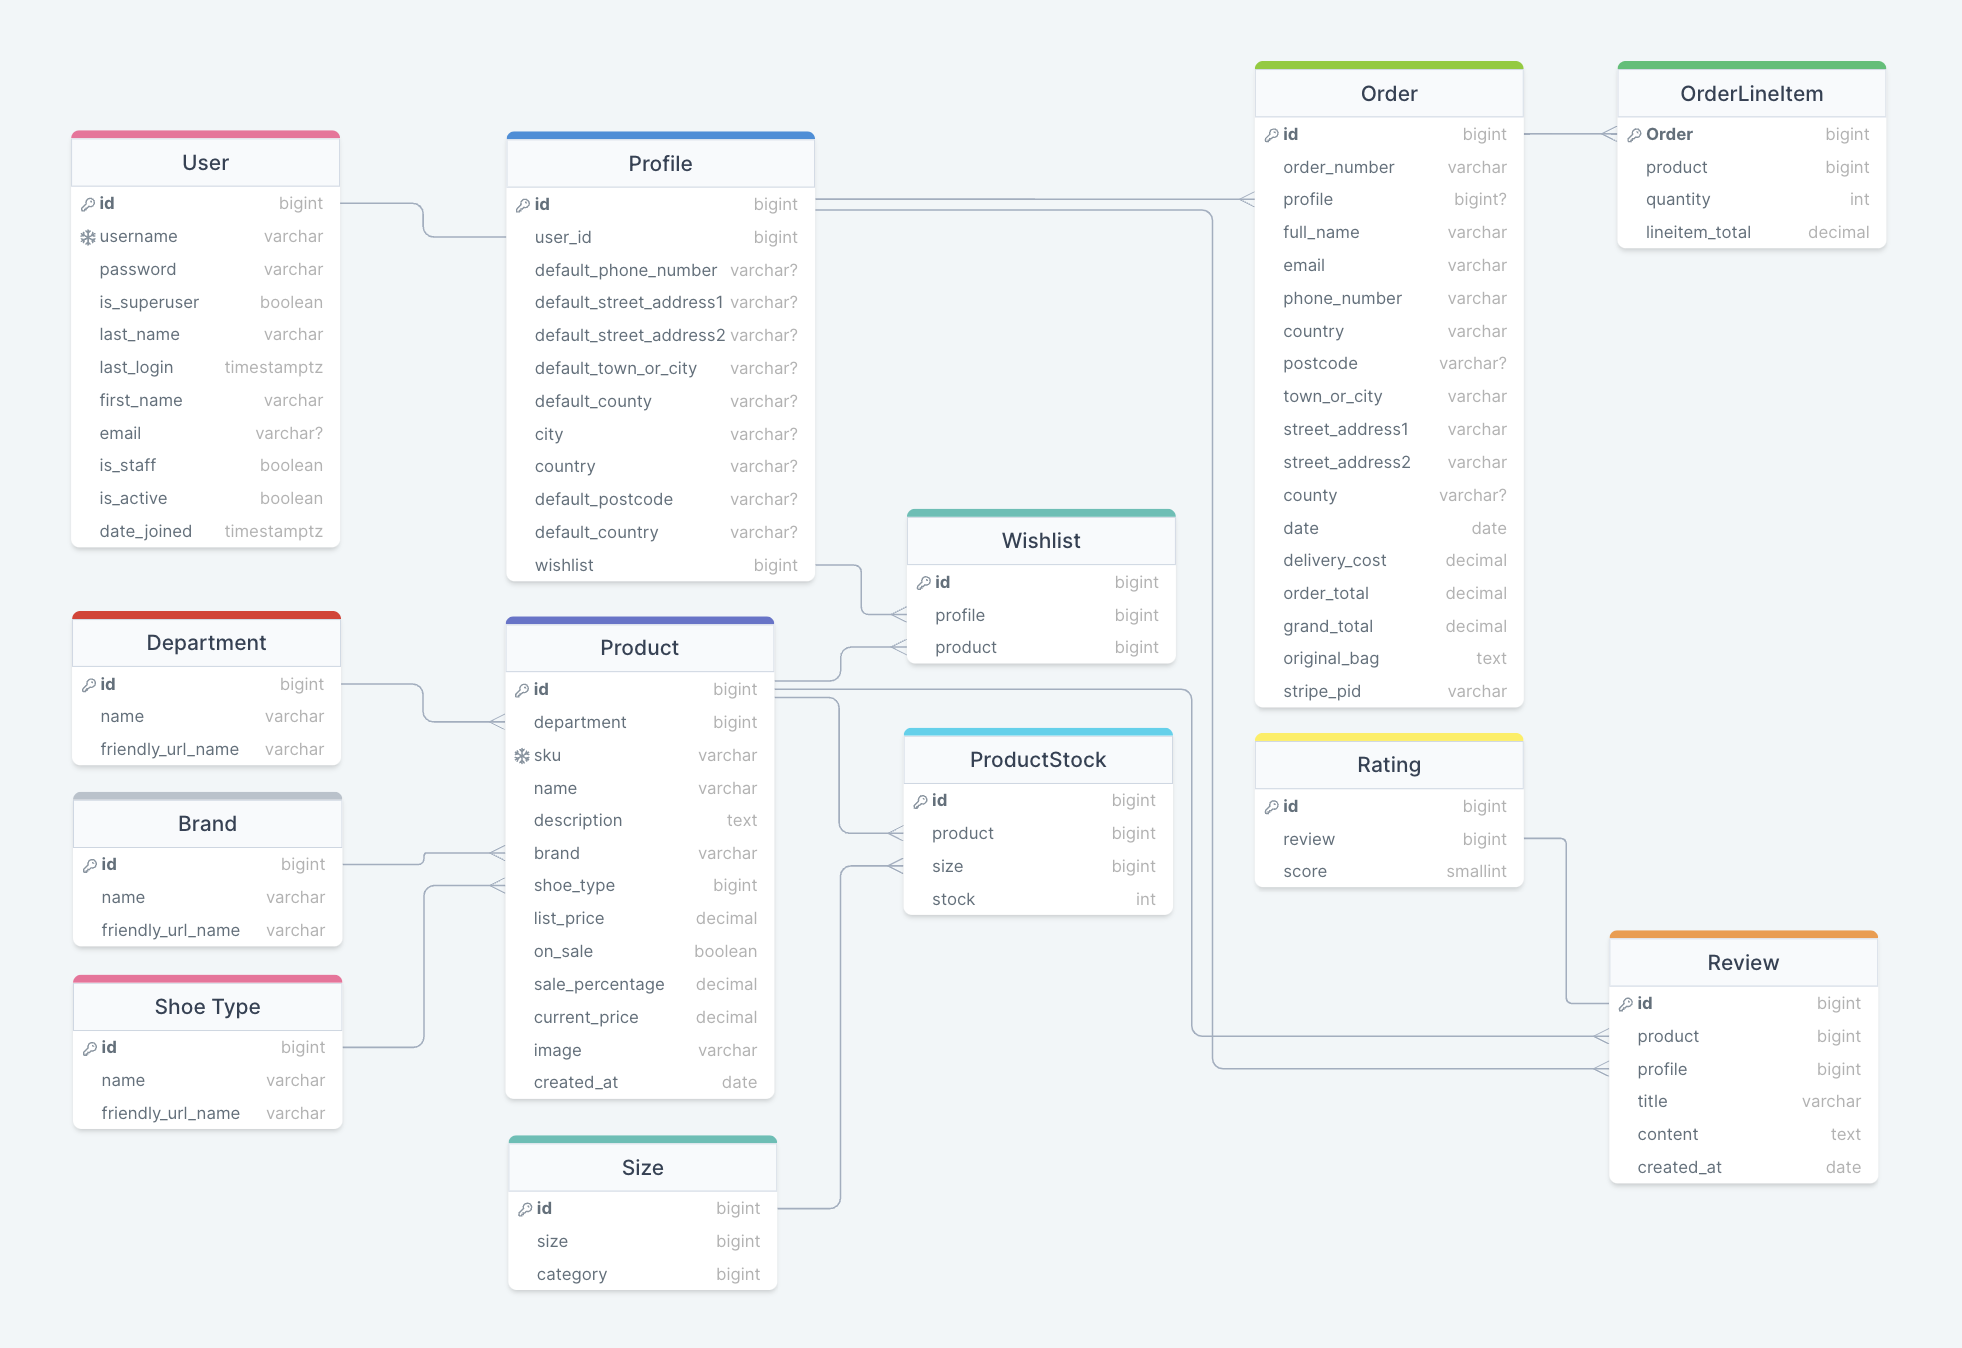 User
id bigint
username varchar
password varchar
is_superuser boolean
last_name varchar
last_login timestamptz
first_name varchar
email varchar?
is_staff boolean
is_active boolean
date_joined timestamptz
Profile
id bigint
user_id bigint
default_phone_number varchar?
default_street_address1 varchar?
default_street_address2 varchar?
default_town_or_city varchar?
default_county varchar?
city varchar?
country varchar?
default_postcode varchar?
default_country varchar?
wishlist bigint
Order
id bigint
order_number varchar
profile bigint?
full_name varchar
email varchar
phone_number varchar
country varchar
postcode varchar?
town_or_city varchar
street_address1 varchar
street_address2 varchar
county varchar?
date date
delivery_cost decimal
order_total decimal
grand_total decimal
original_bag text
stripe_pid varchar
OrderLineItem
Order bigint
product bigint
quantity int
lineitem_total decimal
Wishlist
id bigint
profile bigint
product bigint
Department
id bigint
name varchar
friendly_url_name varchar
Product
id bigint
department bigint
sku varchar
name varchar
description text
brand varchar
shoe_type bigint
list_price decimal
on_sale boolean
sale_percentage decimal
current_price decimal
image varchar
created_at date
ProductStock
id bigint
product bigint
size bigint
stock int
Rating
id bigint
review bigint
score smallint
Brand
id bigint
name varchar
friendly_url_name varchar
Review
id bigint
product bigint
profile bigint
title varchar
content text
created_at date
Shoe Type
id bigint
name varchar
friendly_url_name varchar
Size
id bigint
size bigint
category bigint